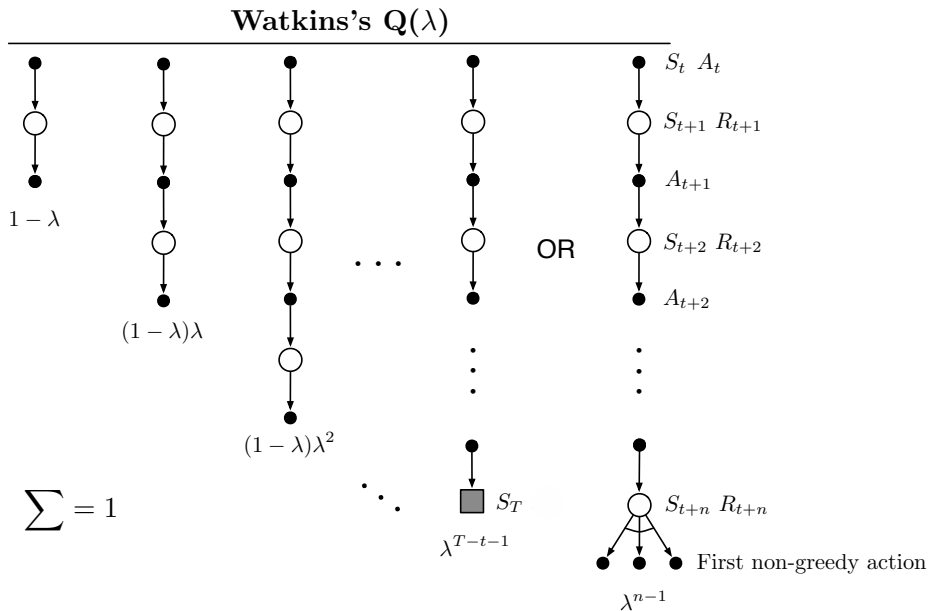 Watkins's Q(λ)
S_t A_t
S_{t+1} R_{t+1}
A_{t+1}
1 − λ
S_{t+2} R_{t+2}
OR
. . .
A_{t+2}
(1 − λ)λ
(1 − λ)λ^2
∑ = 1
S_T
S_{t+n} R_{t+n}
λ^{T−t−1}
First non-greedy action
λ^{n−1}